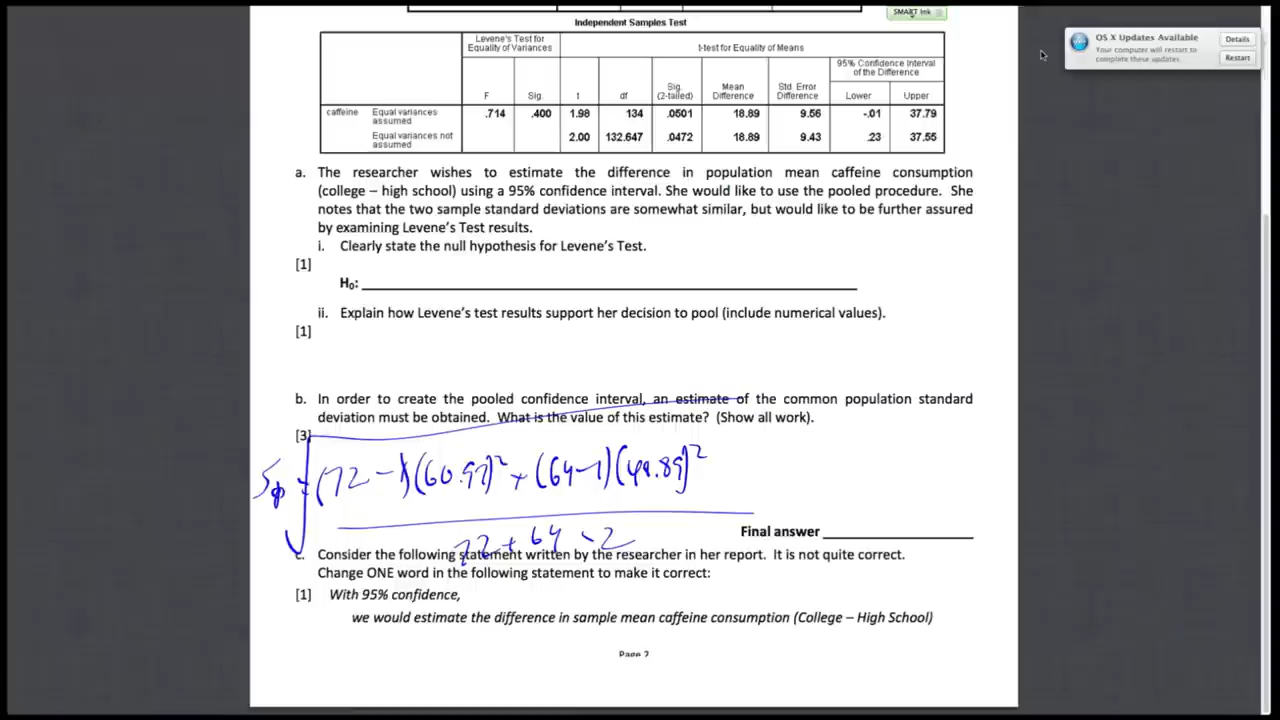 SMART Ink
Independent Samples Test
OS X Updates Available
Your computer will restart to
complete these updates.
Details
Restart
Levene's Test for
Equality of Variances
t-test for Equality of Means
95% Confidence Interval
of the Difference
F Sig. t df Sig. (2-tailed) Mean Difference Std. Error Difference Lower Upper
caffeine Equal variances assumed .714 .400 1.98 134 .0501 18.89 9.56 -.01 37.79
Equal variances not assumed 2.00 132.647 .0472 18.89 9.43 .23 37.55
a. The researcher wishes to estimate the difference in population mean caffeine consumption
(college – high school) using a 95% confidence interval. She would like to use the pooled procedure. She
notes that the two sample standard deviations are somewhat similar, but would like to be further assured
by examining Levene's Test results.
i. Clearly state the null hypothesis for Levene's Test.
[1]
H₀: ____________________
ii. Explain how Levene's test results support her decision to pool (include numerical values).
[1]
b. In order to create the pooled confidence interval, an estimate of the common population standard
deviation must be obtained. What is the value of this estimate? (Show all work).
[3]
(72-1)(60.97)² + (64-1)(49.89)²
72 + 64 - 2
Final answer ____________________
c. Consider the following statement written by the researcher in her report. It is not quite correct.
Change ONE word in the following statement to make it correct:
[1] With 95% confidence,
we would estimate the difference in sample mean caffeine consumption (College – High School)
Page 2